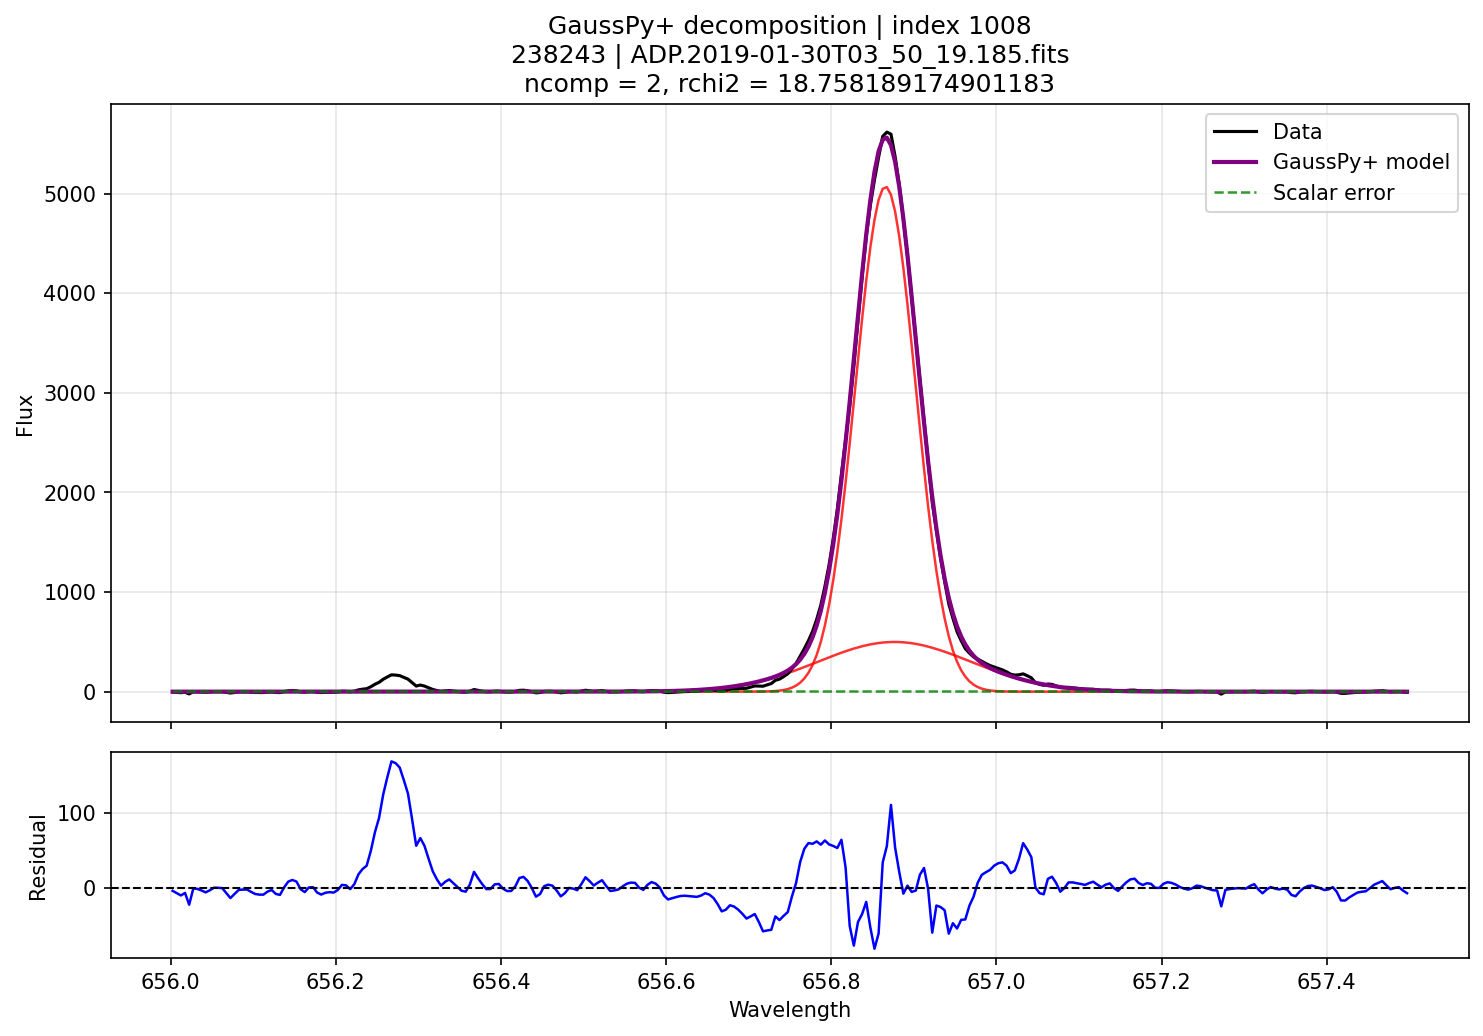 GaussPy+ decomposition | index 1008
238243 | ADP.2019-01-30T03_50_19.185.fits
ncomp = 2, rchi2 = 18.758189174901183
Data
GaussPy+ model
Scalar error
Flux
5000
4000
3000
2000
1000
0
Residual
100
0
656.0 656.2 656.4 656.6 656.8 657.0 657.2 657.4
Wavelength